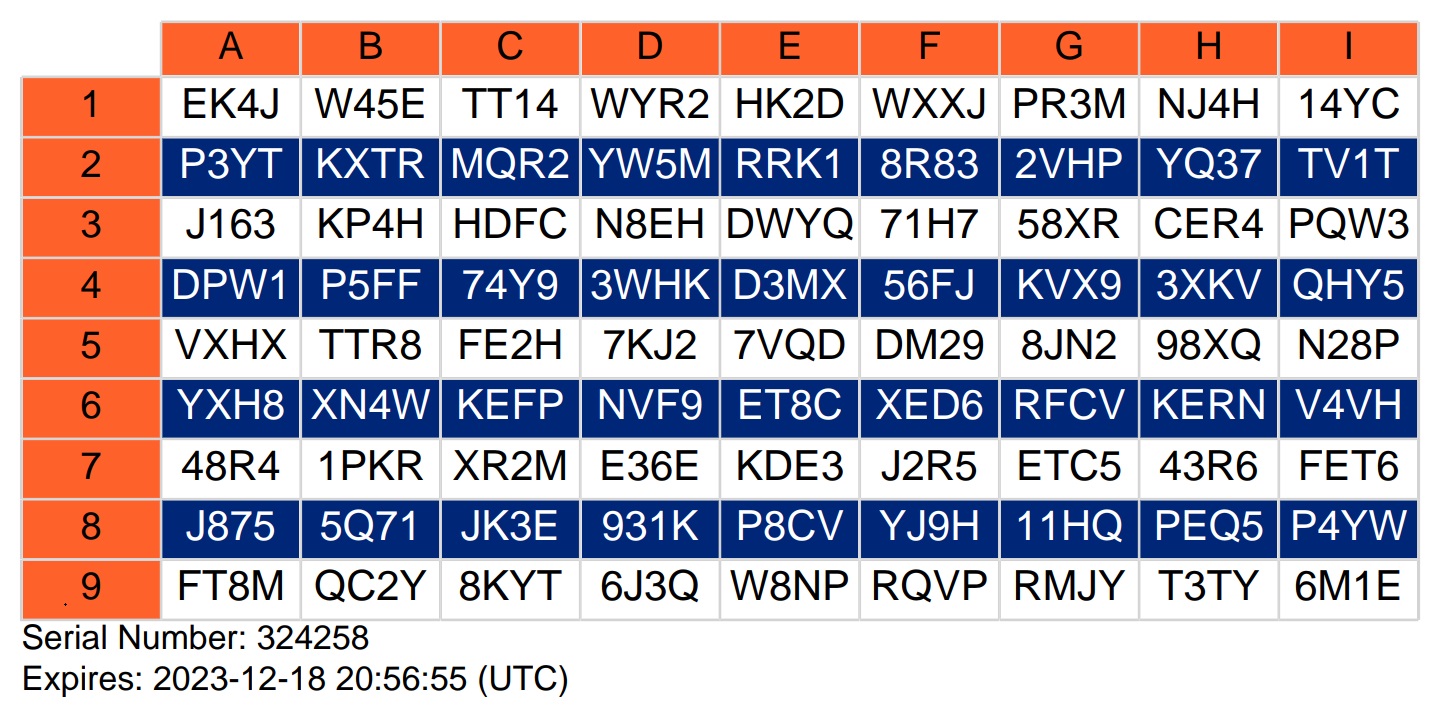 A B C D E F G H I
1 EK4J W45E TT14 WYR2 HK2D WXXJ PR3M NJ4H 14YC
2 P3YT KXTR MQR2 YW5M RRK1 8R83 2VHP YQ37 TV1T
3 J163 KP4H HDFC N8EH DWYQ 71H7 58XR CER4 PQW3
4 DPW1 P5FF 74Y9 3WHK D3MX 56FJ KVX9 3XKV QHY5
5 VXHX TTR8 FE2H 7KJ2 7VQD DM29 8JN2 98XQ N28P
6 YXH8 XN4W KEFP NVF9 ET8C XED6 RFCV KERN V4VH
7 48R4 1PKR XR2M E36E KDE3 J2R5 ETC5 43R6 FET6
8 J875 5Q71 JK3E 931K P8CV YJ9H 11HQ PEQ5 P4YW
9 FT8M QC2Y 8KYT 6J3Q W8NP RQVP RMJY T3TY 6M1E
Serial Number: 324258
Expires: 2023-12-18 20:56:55 (UTC)